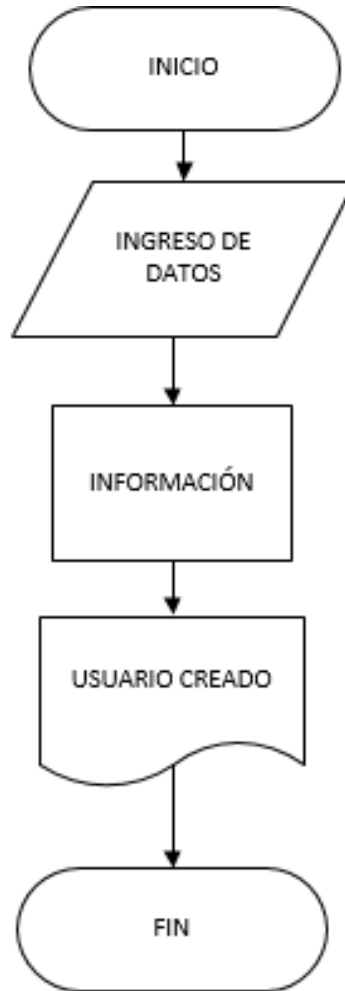 INICIO
INGRESO DE
DATOS
INFORMACIÓN
USUARIO CREADO
FIN